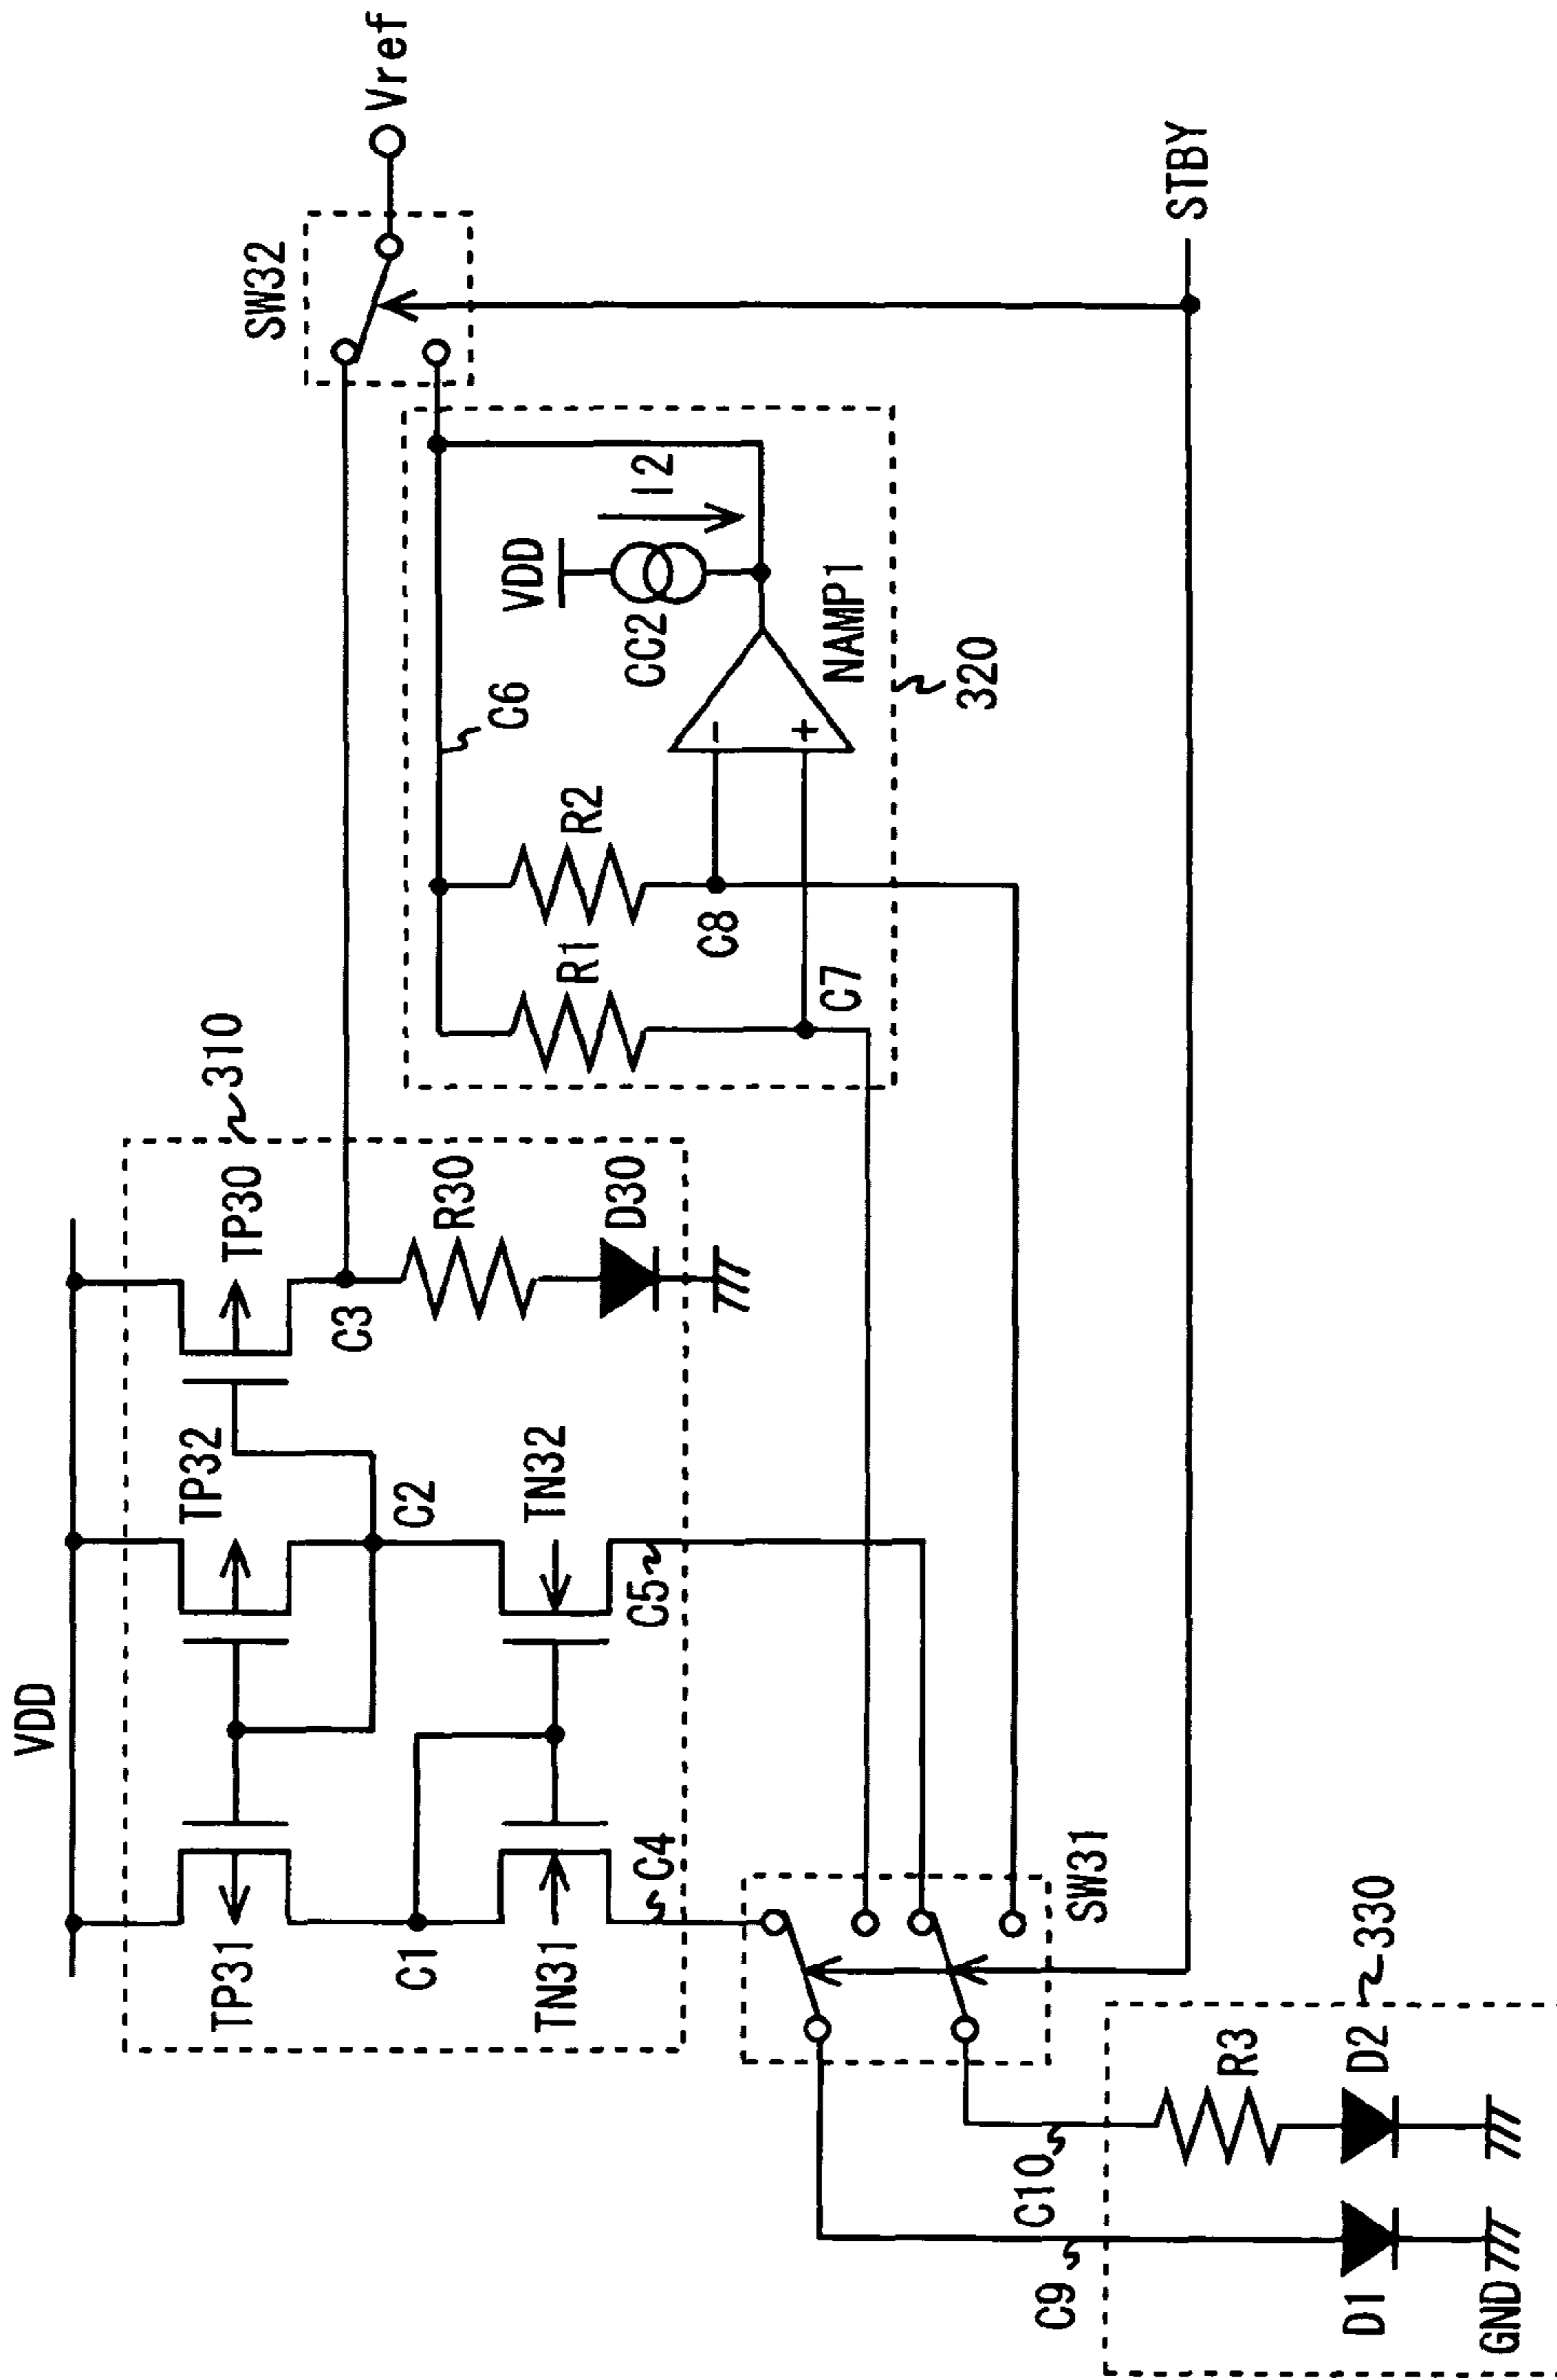 VDD
310
TP31
TP32
TP30
C1
C2
C3
R30
D30
TN31
TN32
C4
C5
SW32
Vref
C6
R1
R2
VDD
CC2
I2
C8
C7
-
+
NAMP1
320
SW31
STBY
C9
C10
330
R3
D1
D2
GND